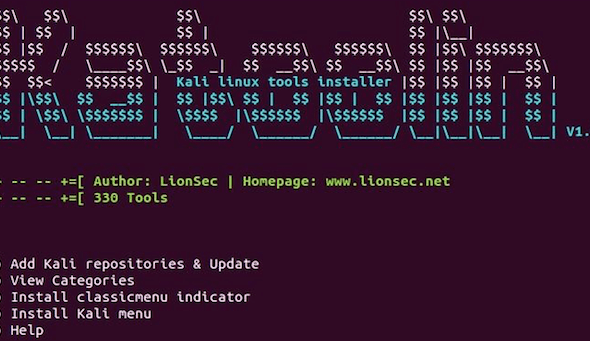 Kali linux tools installer
V1.
-- -- +=[ Author: LionSec | Homepage: www.lionsec.net
-- -- +=[ 330 Tools
Add Kali repositories & Update
View Categories
Install classicmenu indicator
Install Kali menu
Help